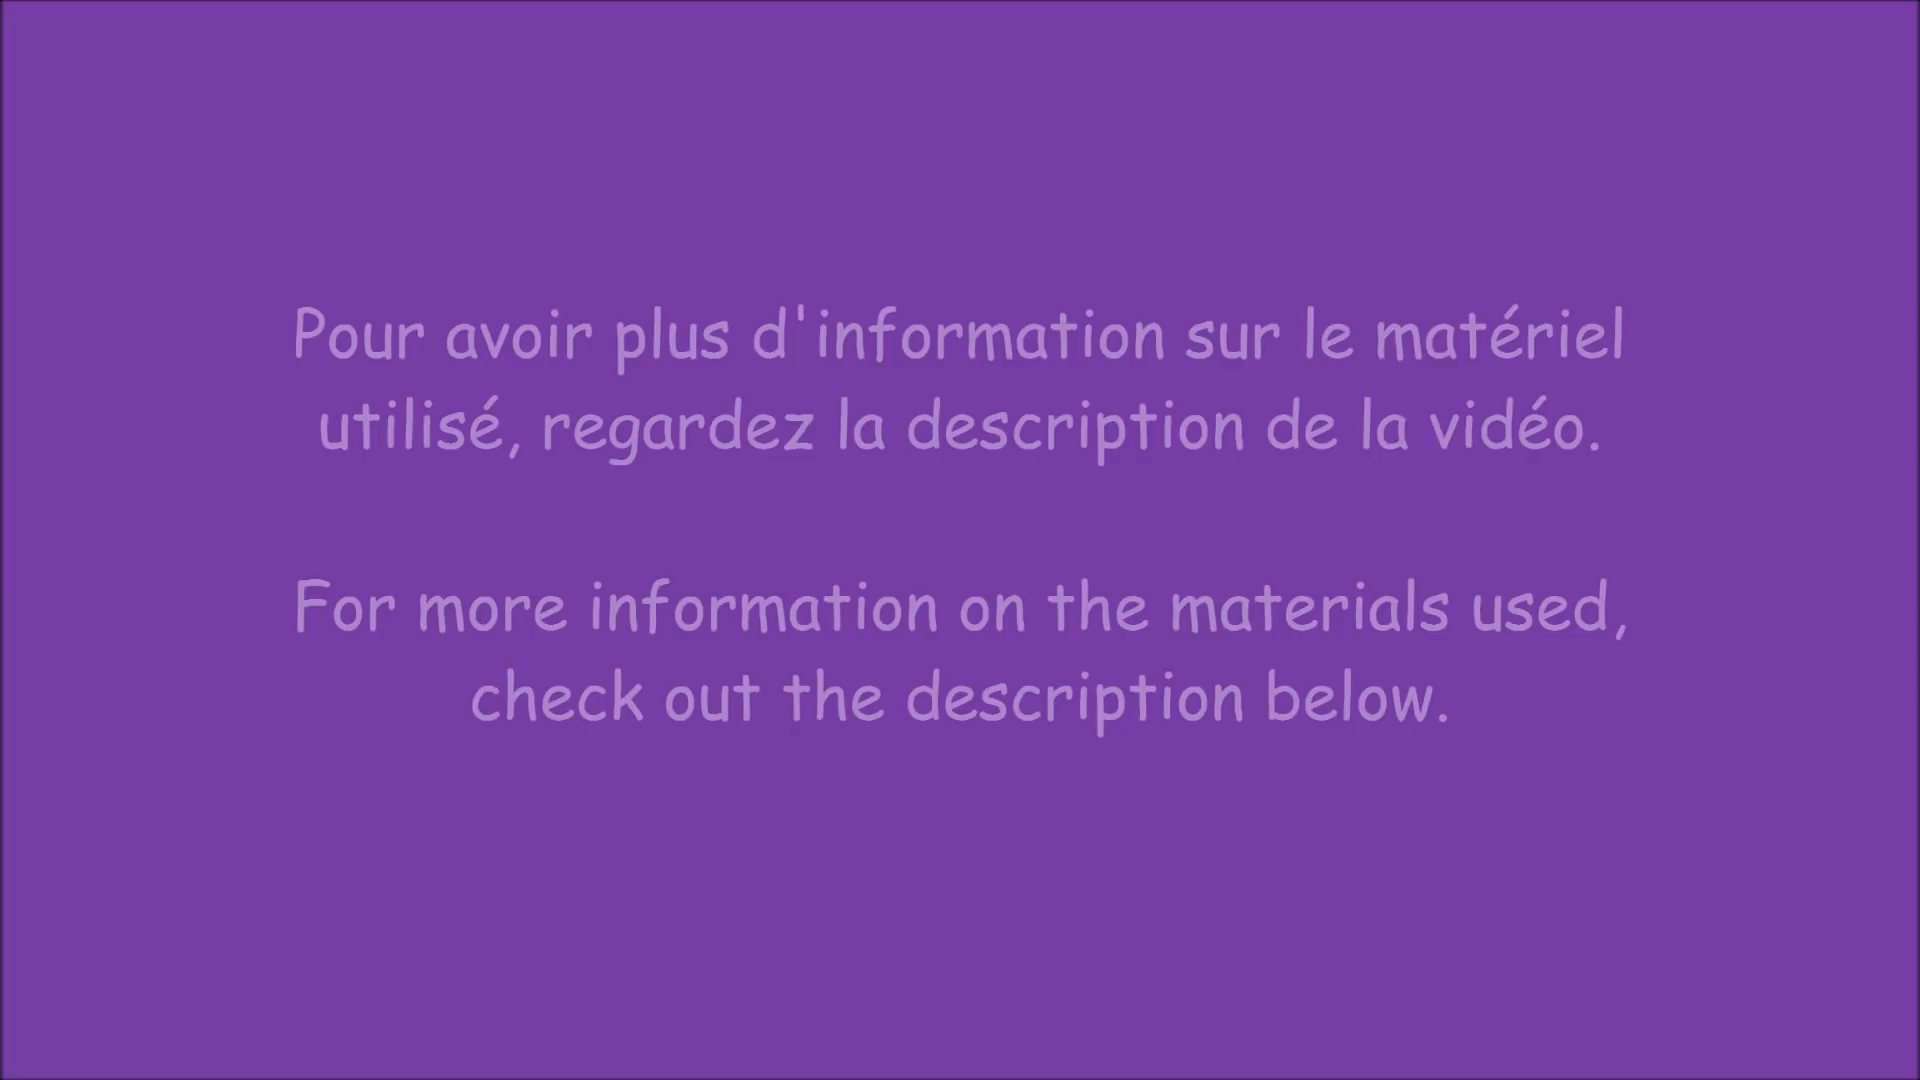 Pour avoir plus d'information sur le matériel
utilisé, regardez la description de la vidéo.
For more information on the materials used,
check out the description below.